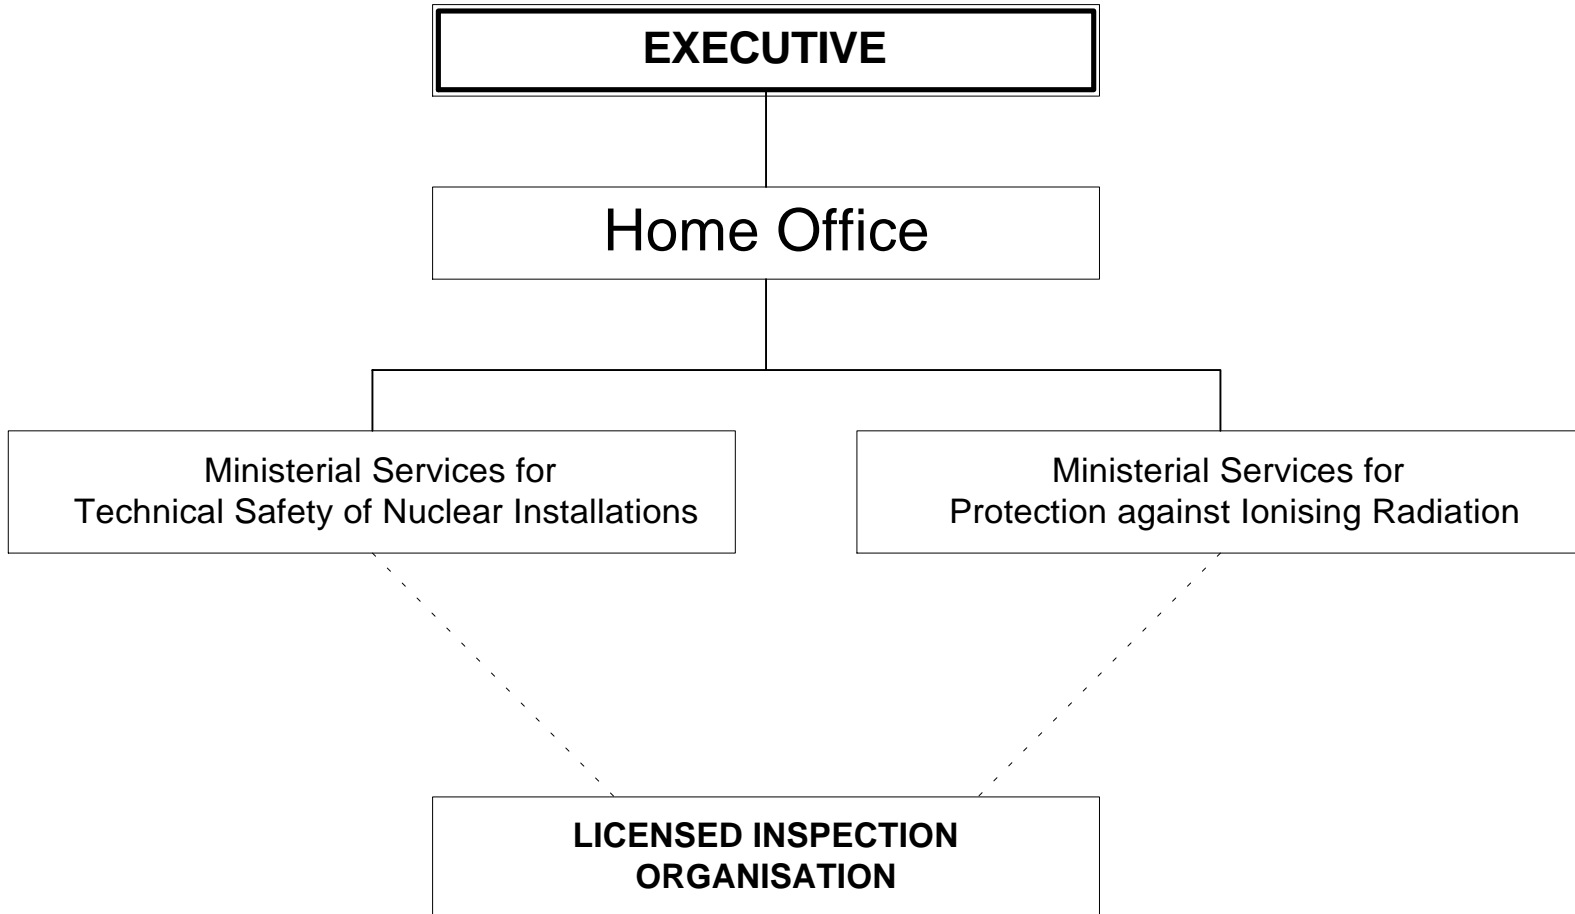 EXECUTIVE
Home Office
Ministerial Services for
Technical Safety of Nuclear Installations
Ministerial Services for
Protection against Ionising Radiation
LICENSED INSPECTION
ORGANISATION